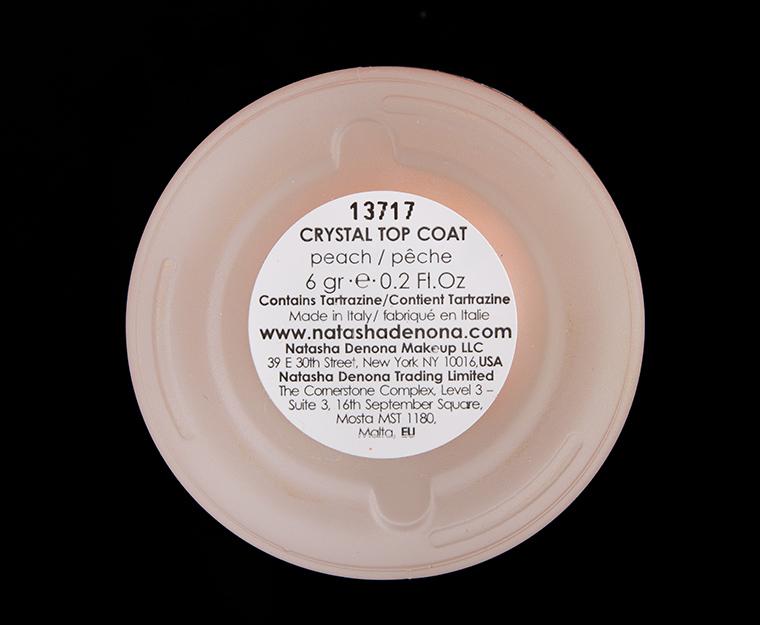 13717
CRYSTAL TOP COAT
peach / pêche
6 gr ·℮· 0.2 Fl.Oz
Contains Tartrazine/Contient Tartrazine
Made in Italy/ fabriqué en Italie
www.natashadenona.com
Natasha Denona Makeup LLC
39 E 30th Street, New York NY 10016,USA
Natasha Denona Trading Limited
The Cornerstone Complex, Level 3 –
Suite 3, 16th September Square,
Mosta MST 1180,
Malta, EU